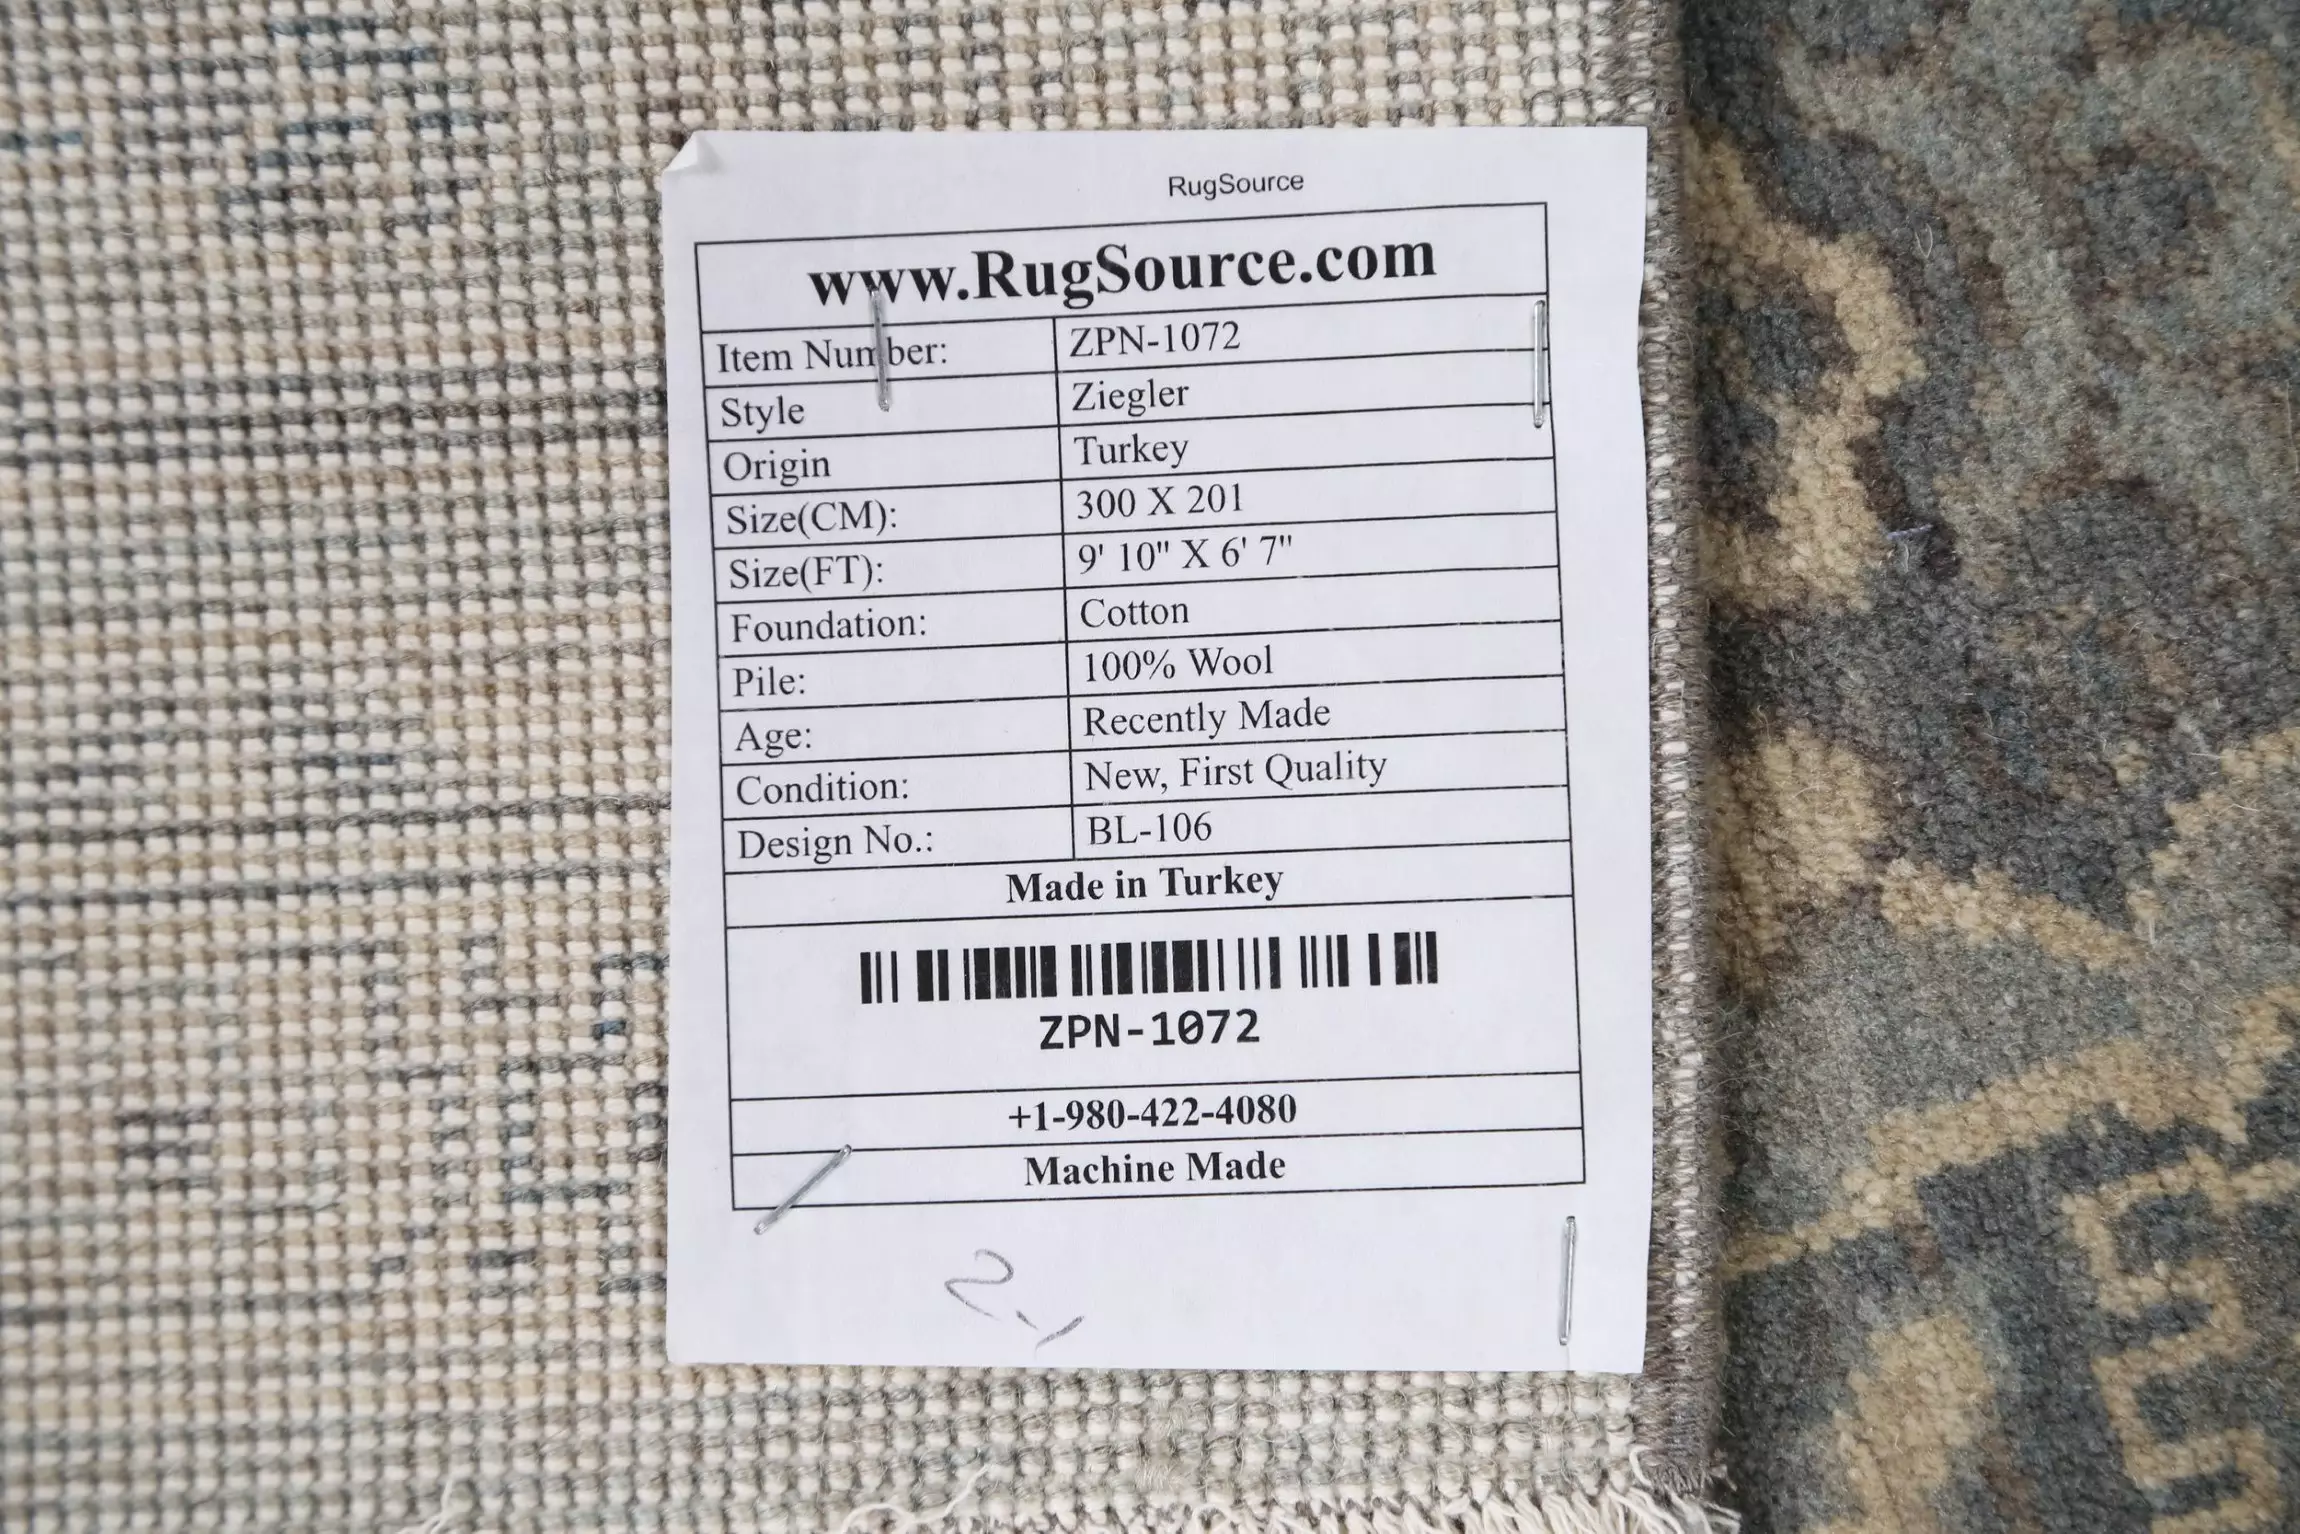 RugSource
www.RugSource.com
Item Number: ZPN-1072
Style Ziegler
Origin Turkey
Size(CM): 300 X 201
Size(FT): 9' 10" X 6' 7"
Foundation: Cotton
Pile: 100% Wool
Age: Recently Made
Condition: New, First Quality
Design No.: BL-106
Made in Turkey
ZPN-1072
+1-980-422-4080
Machine Made